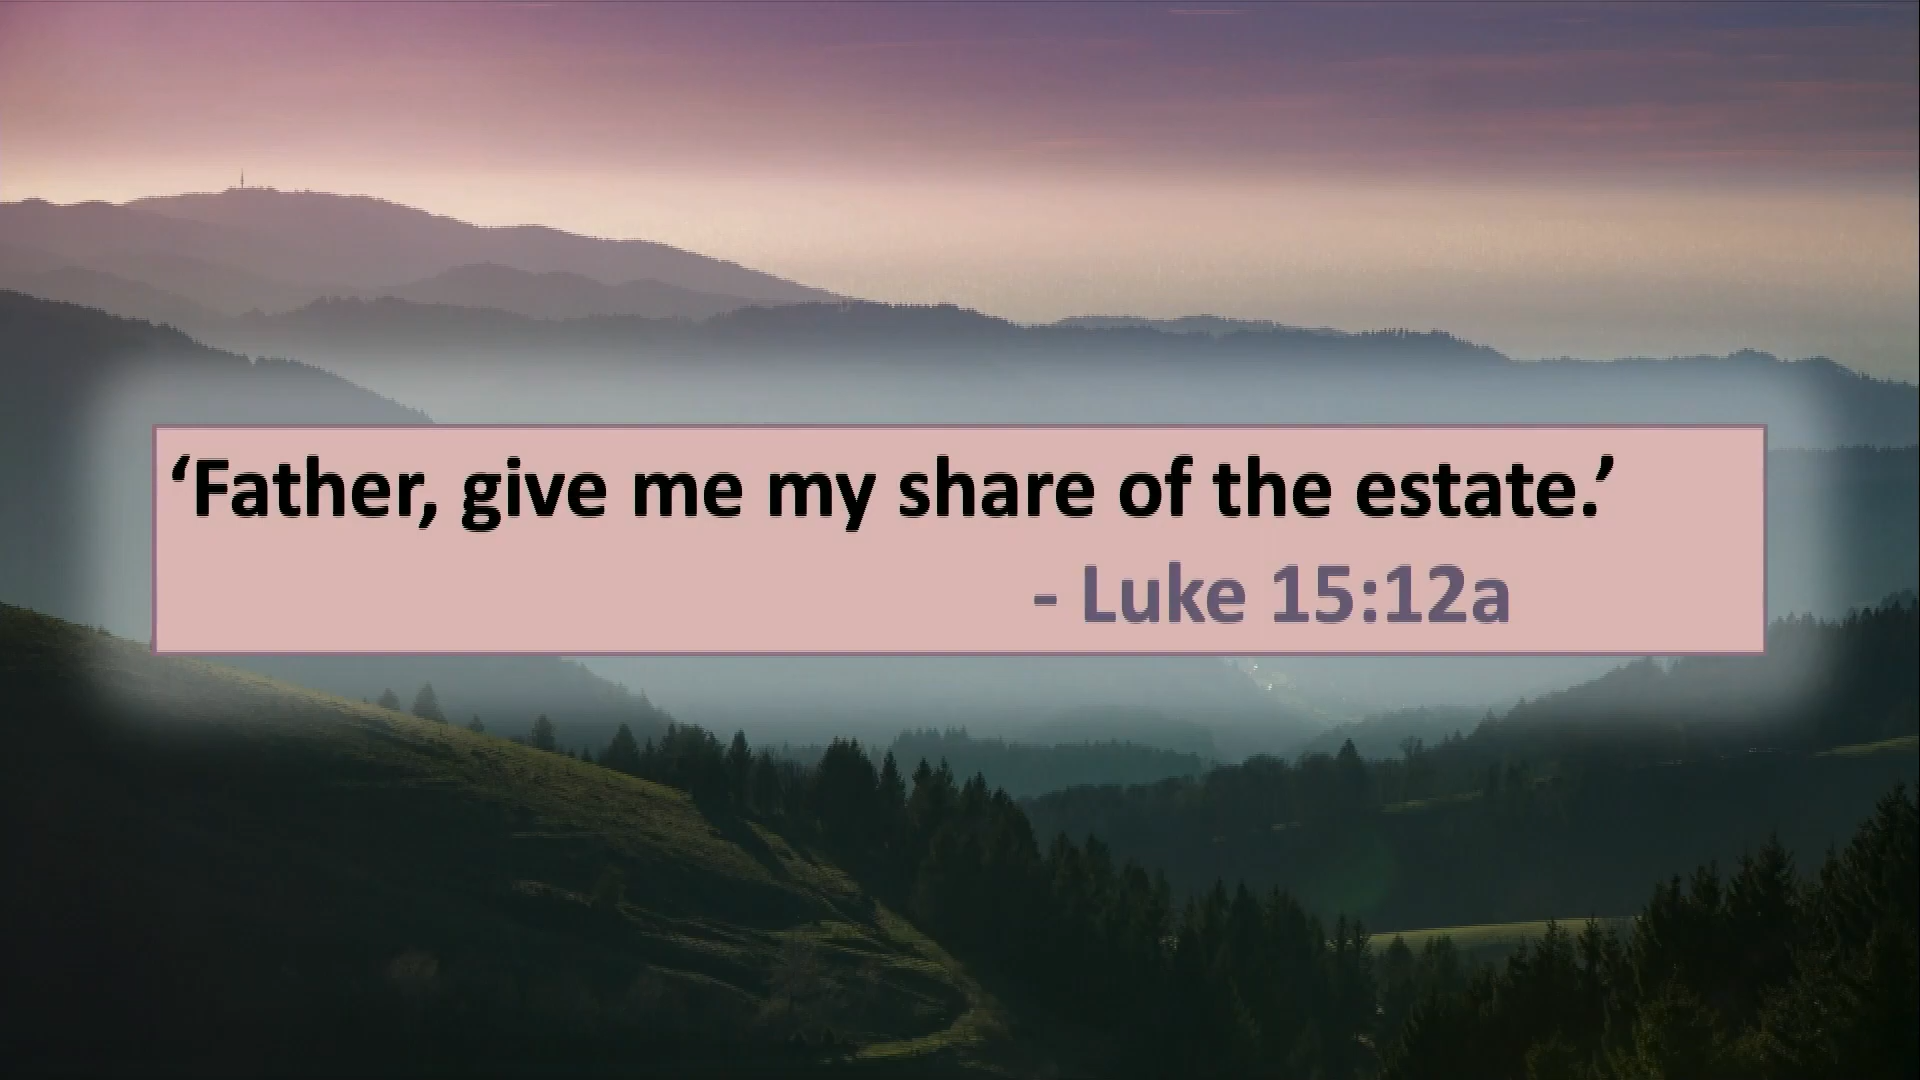 ‘Father, give me my share of the estate.’
- Luke 15:12a